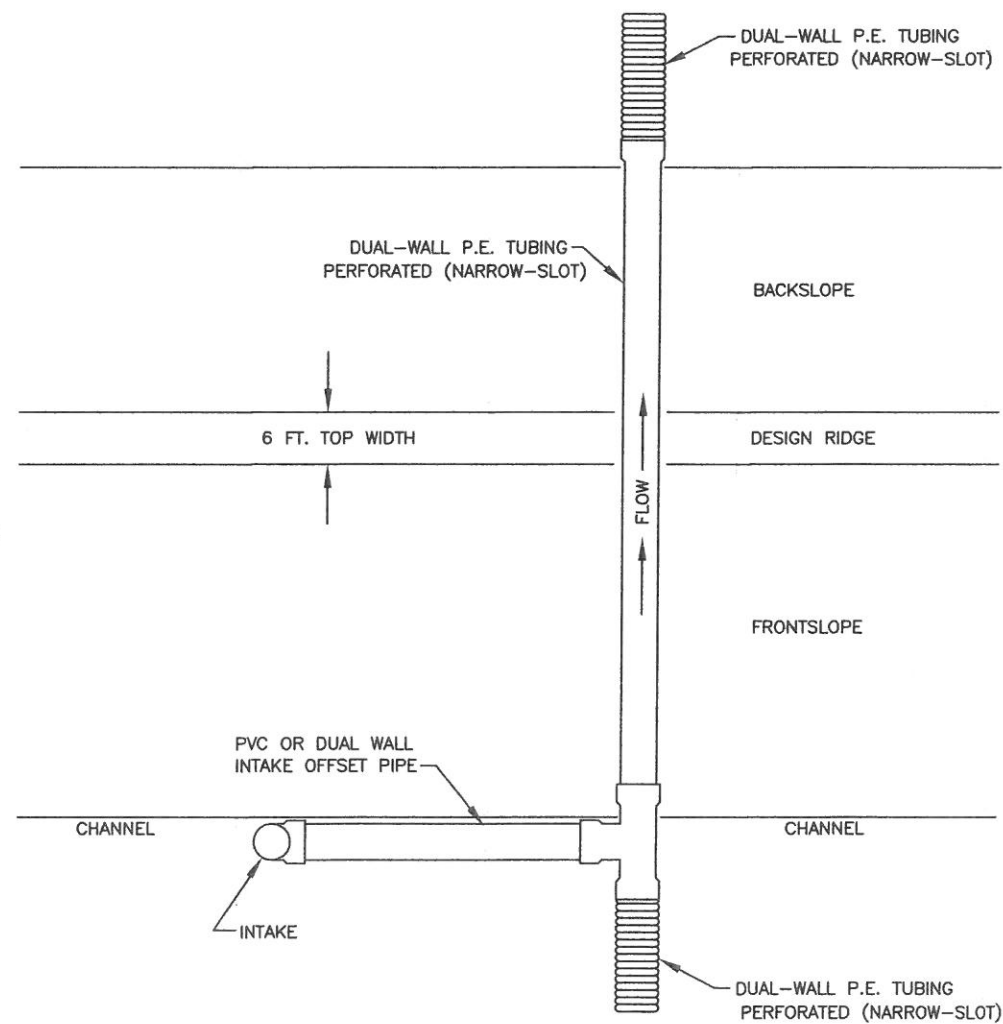 DUAL-WALL P.E. TUBING
PERFORATED (NARROW-SLOT)
DUAL-WALL P.E. TUBING
PERFORATED (NARROW-SLOT)
BACKSLOPE
6 FT. TOP WIDTH
DESIGN RIDGE
FLOW
FRONTSLOPE
PVC OR DUAL WALL
INTAKE OFFSET PIPE
CHANNEL
CHANNEL
INTAKE
DUAL-WALL P.E. TUBING
PERFORATED (NARROW-SLOT)